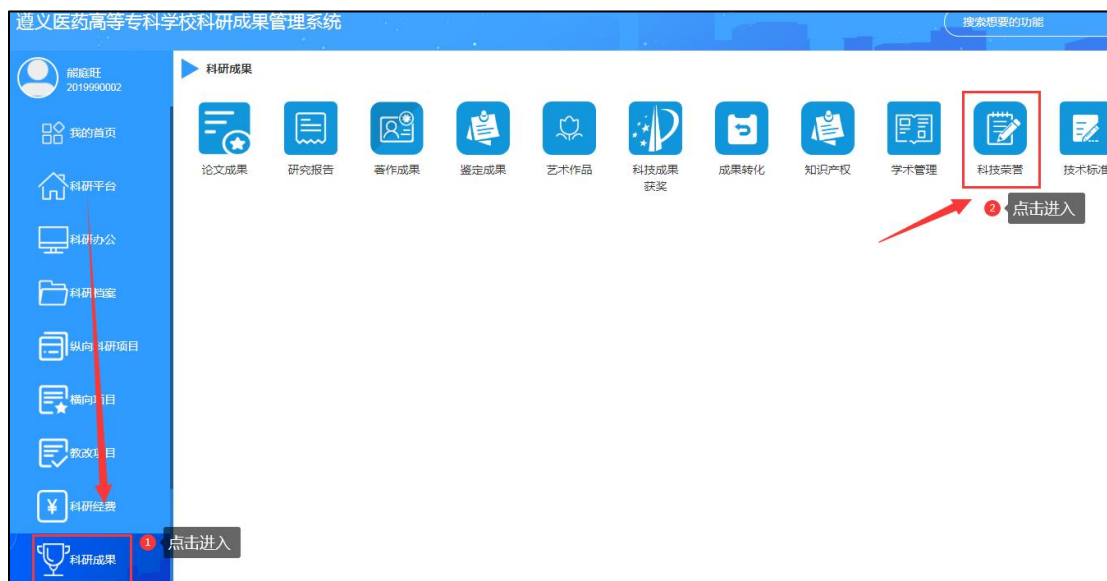 遵义医药高等专科学校科研成果管理系统
搜索想要的功能
熊庭旺
2019990002
科研成果
我的首页
科研平台
科研办公
科研档案
纵向科研项目
横向项目
教改项目
科研经费
科研成果
论文成果
研究报告
著作成果
鉴定成果
艺术作品
科技成果
获奖
成果转化
知识产权
学术管理
科技荣誉
技术标准
2 点击进入
1 点击进入